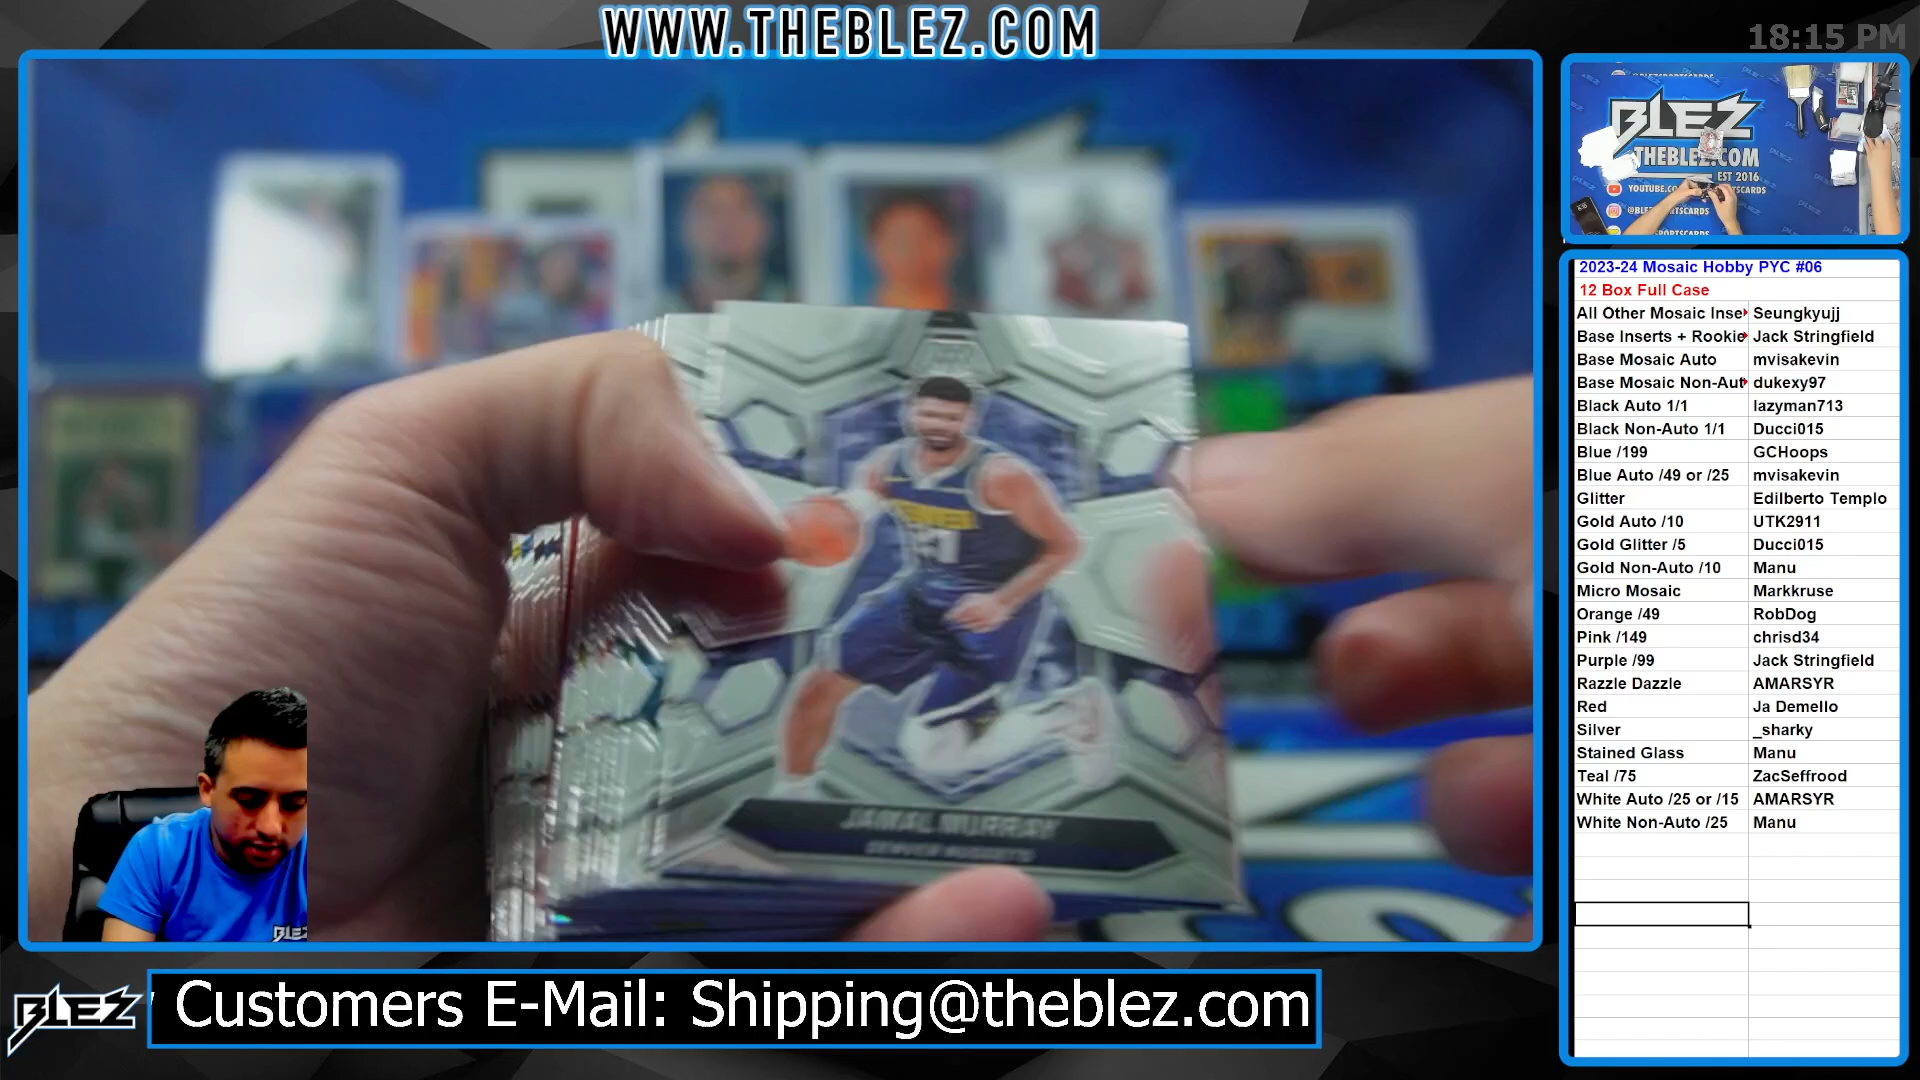 WWW.THEBLEZ.COM
18:15 PM
BLEZ
THEBLEZ.COM
EST 2016
@BLEZSPORTSCARDS
2023-24 Mosaic Hobby PYC #06
12 Box Full Case
All Other Mosaic Inse Seungkyujj
Base Inserts + Rookie Jack Stringfield
Base Mosaic Auto mvisakevin
Base Mosaic Non-Aut dukexy97
Black Auto 1/1 lazyman713
Black Non-Auto 1/1 Ducci015
Blue /199 GCHoops
Blue Auto /49 or /25 mvisakevin
Glitter Edilberto Templo
Gold Auto /10 UTK2911
Gold Glitter /5 Ducci015
Gold Non-Auto /10 Manu
Micro Mosaic Markkruse
Orange /49 RobDog
Pink /149 chrisd34
Purple /99 Jack Stringfield
Razzle Dazzle AMARSYR
Red Ja Demello
Silver _sharky
Stained Glass Manu
Teal /75 ZacSeffrood
White Auto /25 or /15 AMARSYR
White Non-Auto /25 Manu
JAMAL MURRAY
DENVER NUGGETS
BLEZ
BLEZ
Customers E-Mail: Shipping@theblez.com